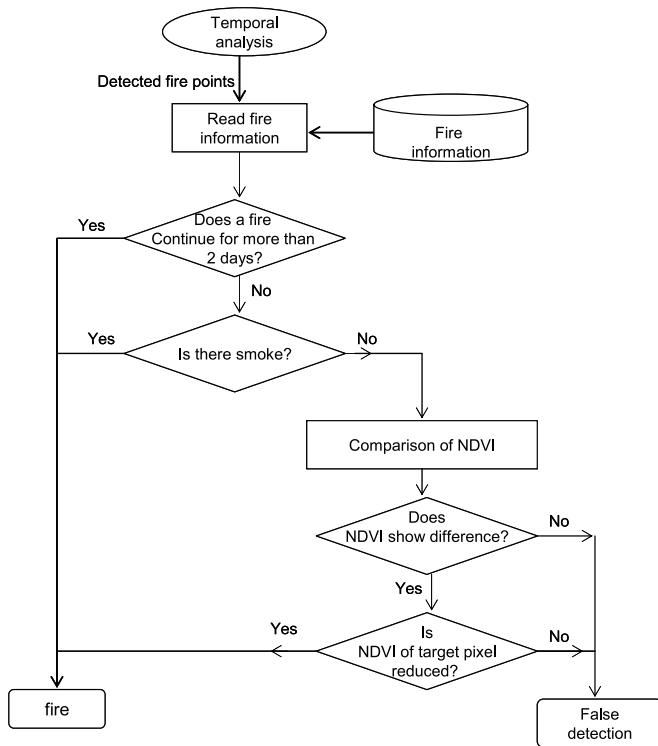 Temporal
analysis
Detected fire points
Read fire
information
Fire
information
Yes
Does a fire
Continue for more than
2 days?
No
Yes
Is there smoke?
No
Comparison of NDVI
Does
NDVI show difference?
No
Yes
Yes
Is
NDVI of target pixel
reduced?
No
fire
False
detection